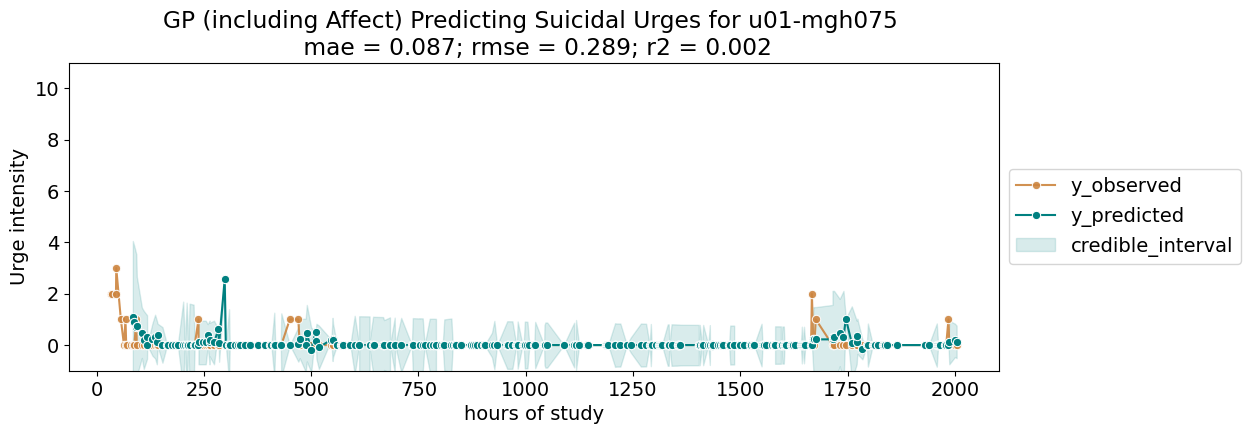 GP (including Affect) Predicting Suicidal Urges for u01-mgh075
mae = 0.087; rmse = 0.289; r2 = 0.002
10
8
6
4
2
0
Urge intensity
0 250 500 750 1000 1250 1500 1750 2000
hours of study
y_observed
y_predicted
credible_interval